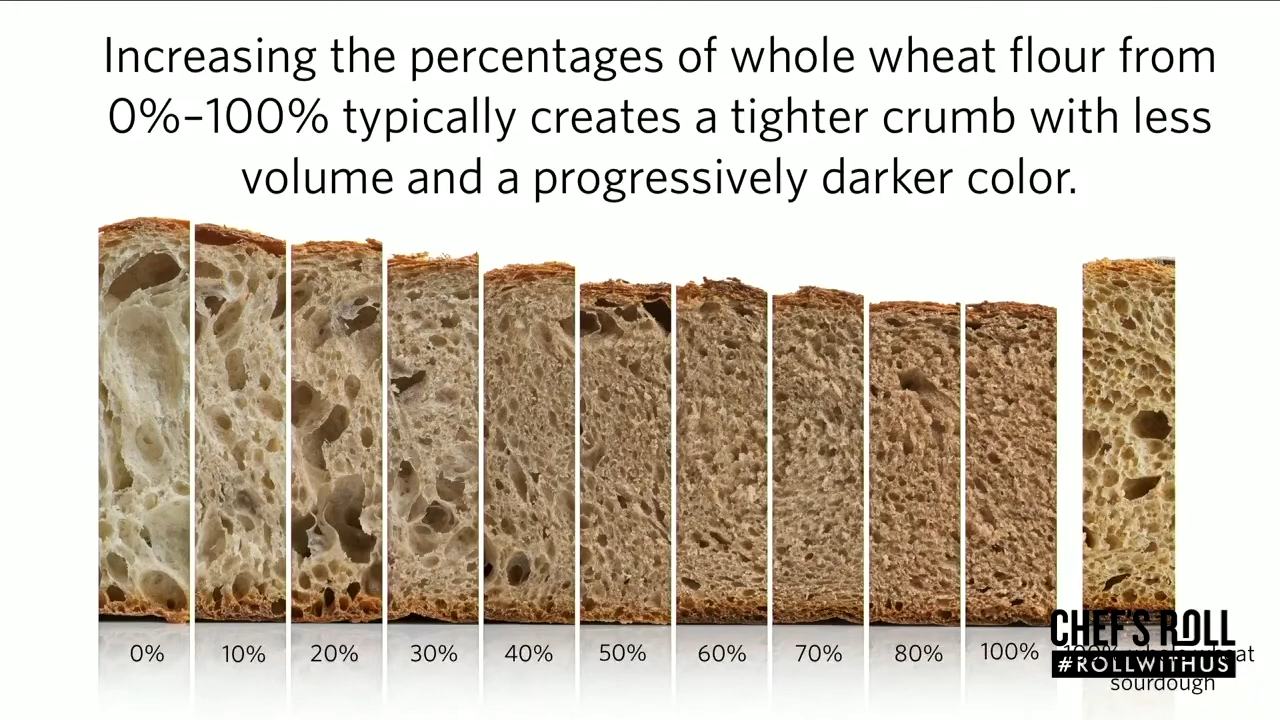 Increasing the percentages of whole wheat flour from
0%–100% typically creates a tighter crumb with less
volume and a progressively darker color.
0% 10% 20% 30% 40% 50% 60% 70% 80% 100%
CHEF'S ROLL
#ROLLWITHUS
sourdough